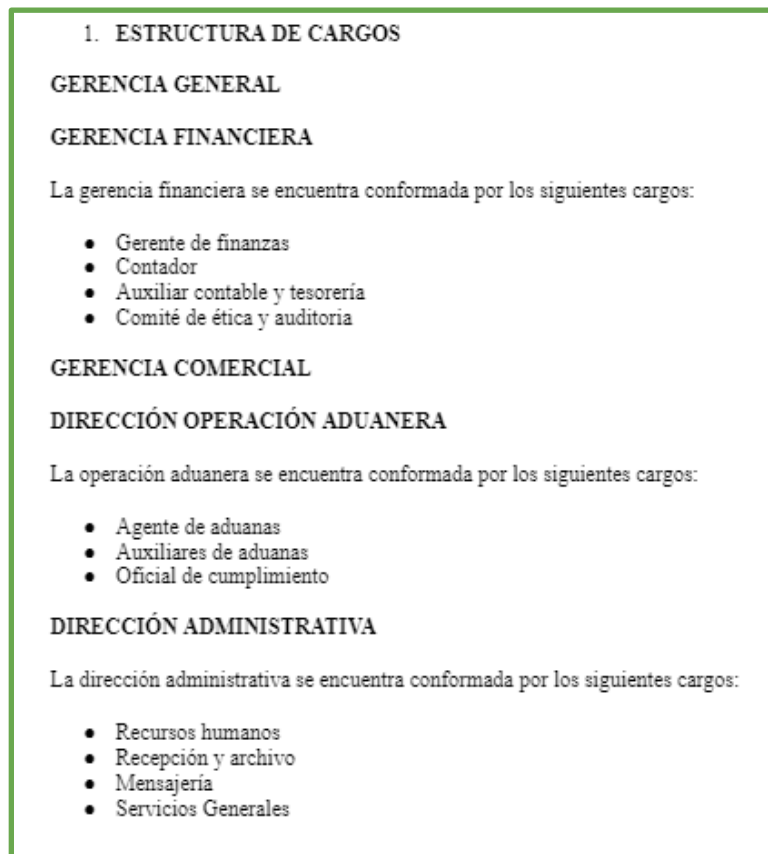 1. ESTRUCTURA DE CARGOS
GERENCIA GENERAL
GERENCIA FINANCIERA
La gerencia financiera se encuentra conformada por los siguientes cargos:
● Gerente de finanzas
● Contador
● Auxiliar contable y tesorería
● Comité de ética y auditoria
GERENCIA COMERCIAL
DIRECCIÓN OPERACIÓN ADUANERA
La operación aduanera se encuentra conformada por los siguientes cargos:
● Agente de aduanas
● Auxiliares de aduanas
● Oficial de cumplimiento
DIRECCIÓN ADMINISTRATIVA
La dirección administrativa se encuentra conformada por los siguientes cargos:
● Recursos humanos
● Recepción y archivo
● Mensajería
● Servicios Generales